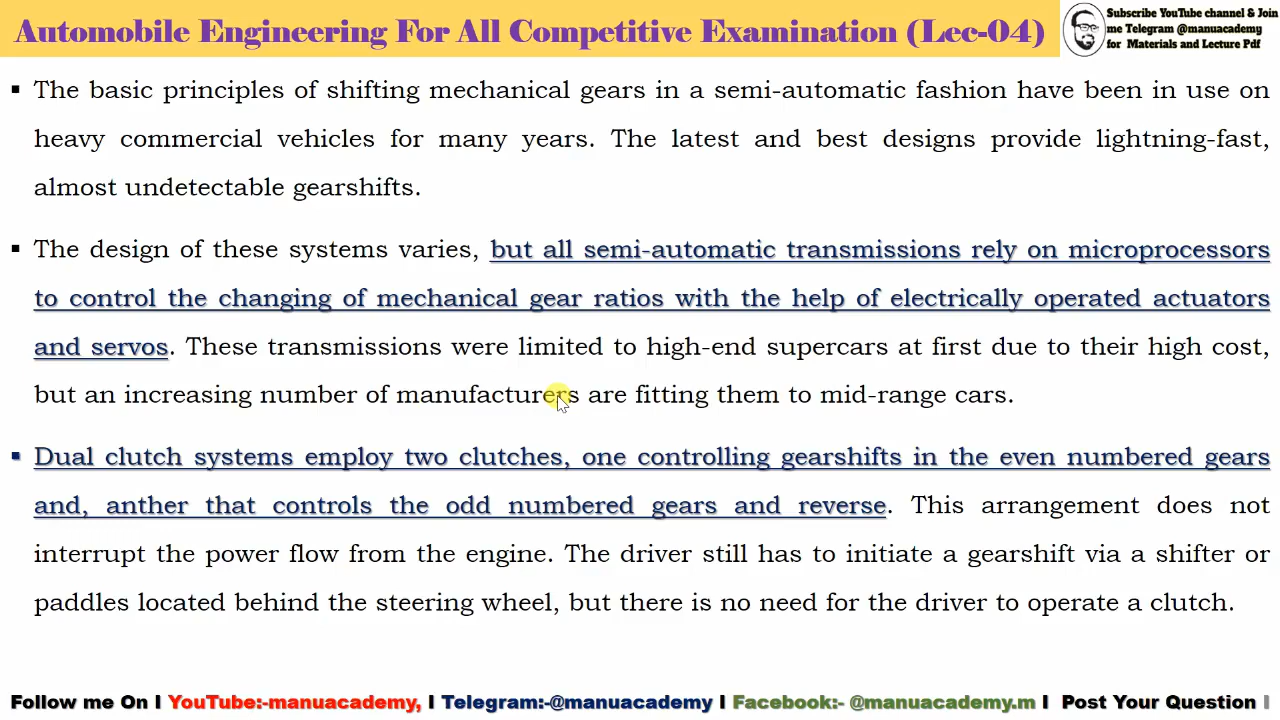 Automobile Engineering For All Competitive Examination (Lec-04)
Subscribe YouTube channel & Join
me Telegram @manuacademy
for Materials and Lecture Pdf
▪ The basic principles of shifting mechanical gears in a semi-automatic fashion have been in use on
heavy commercial vehicles for many years. The latest and best designs provide lightning-fast,
almost undetectable gearshifts.
▪ The design of these systems varies, but all semi-automatic transmissions rely on microprocessors
to control the changing of mechanical gear ratios with the help of electrically operated actuators
and servos. These transmissions were limited to high-end supercars at first due to their high cost,
but an increasing number of manufacturers are fitting them to mid-range cars.
▪ Dual clutch systems employ two clutches, one controlling gearshifts in the even numbered gears
and, anther that controls the odd numbered gears and reverse. This arrangement does not
interrupt the power flow from the engine. The driver still has to initiate a gearshift via a shifter or
paddles located behind the steering wheel, but there is no need for the driver to operate a clutch.
Follow me On I YouTube:-manuacademy, I Telegram:-@manuacademy I Facebook:- @manuacademy.m I Post Your Question I